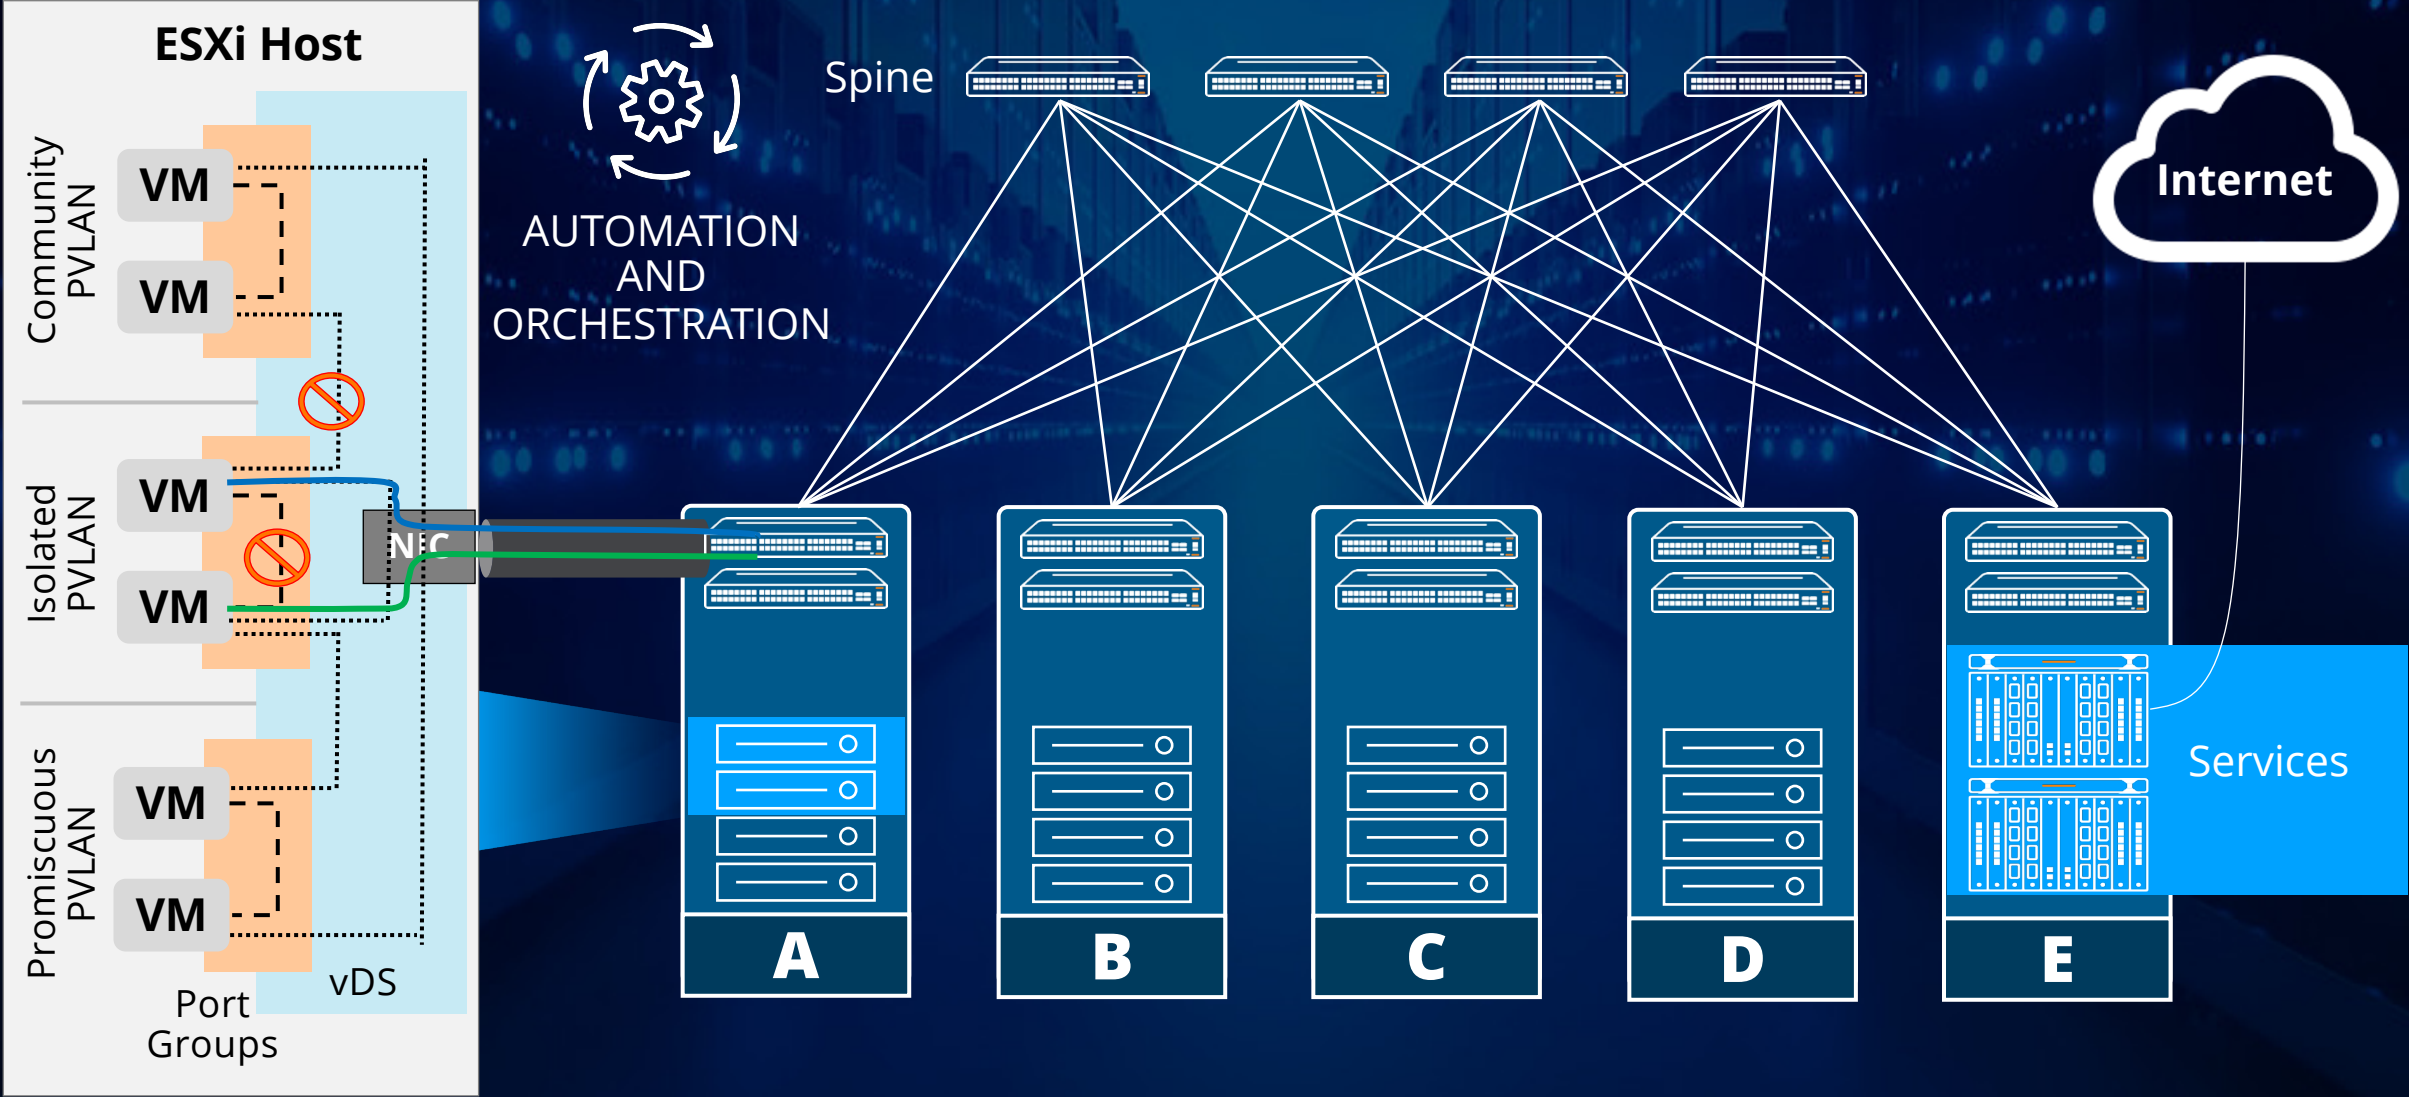 ESXi Host
Community
PVLAN
VM
VM
Isolated
PVLAN
VM
VM
NIC
Promiscuous
PVLAN
VM
VM
vDS
Port
Groups
AUTOMATION
AND
ORCHESTRATION
Spine
Internet
Services
A
B
C
D
E